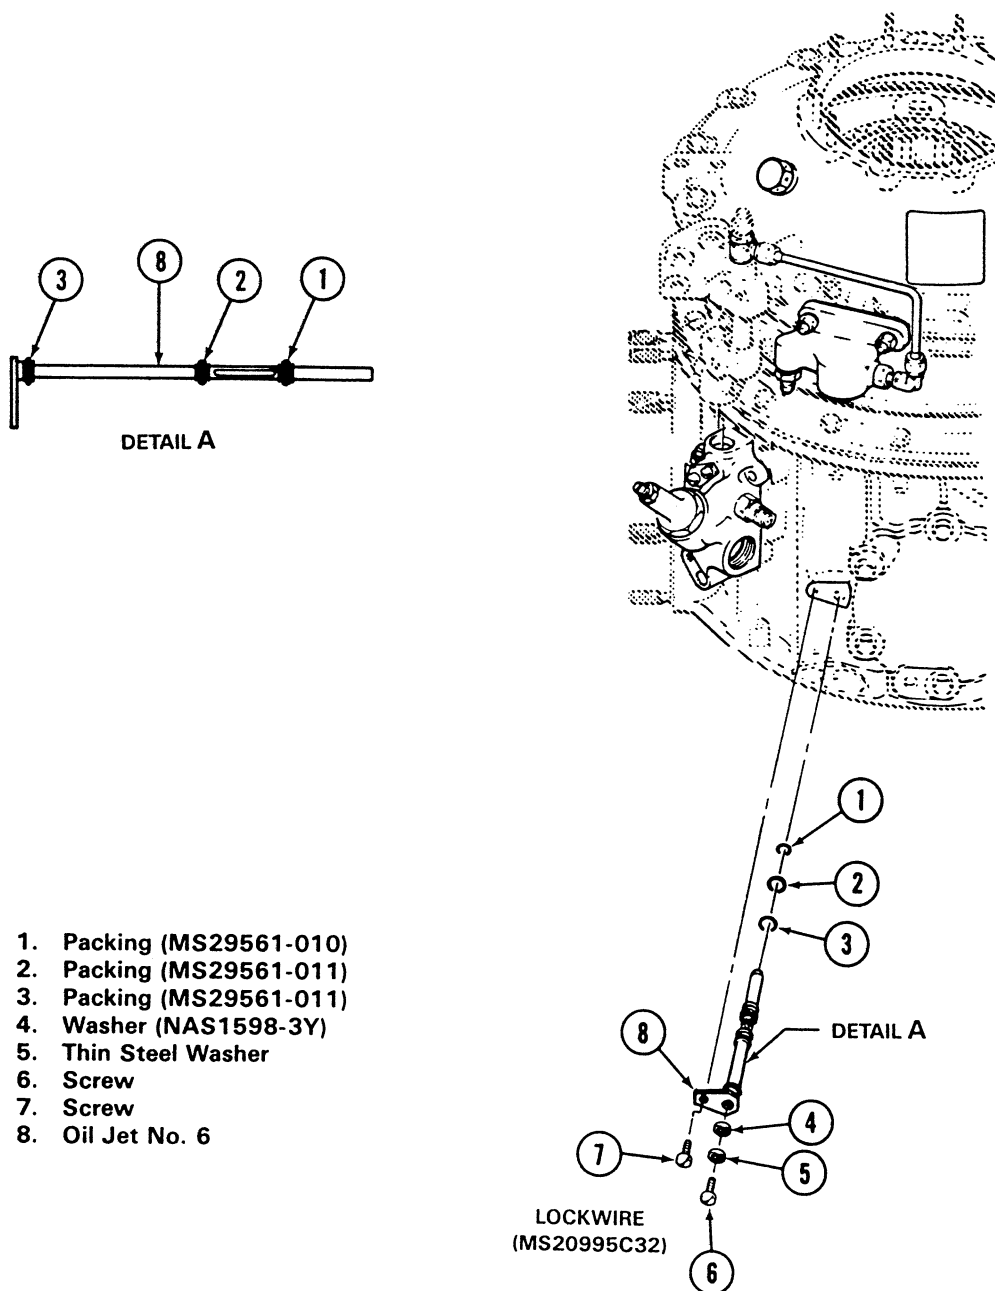 3
8
2
1
DETAIL A
1
2
3
8
DETAIL A
4
7
5
LOCKWIRE
(MS20995C32)
6
1. Packing (MS29561-010)
2. Packing (MS29561-011)
3. Packing (MS29561-011)
4. Washer (NAS1598-3Y)
5. Thin Steel Washer
6. Screw
7. Screw
8. Oil Jet No. 6